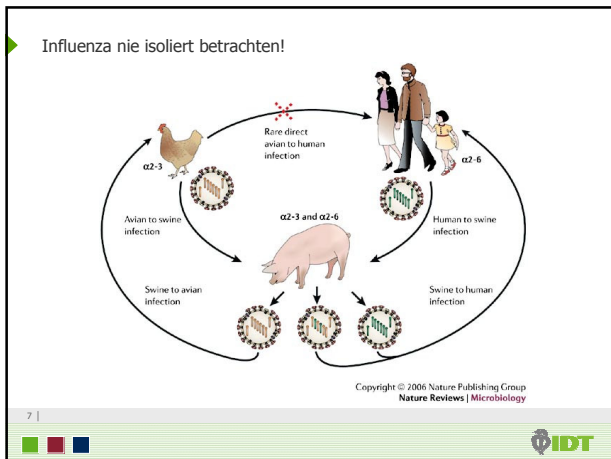 Influenza nie isoliert betrachten!
Rare direct
avian to human
infection
α2-3
α2-6
Avian to swine
infection
α2-3 and α2-6
Human to swine
infection
Swine to avian
infection
Swine to human
infection
Copyright © 2006 Nature Publishing Group
Nature Reviews | Microbiology
7 |
IDT